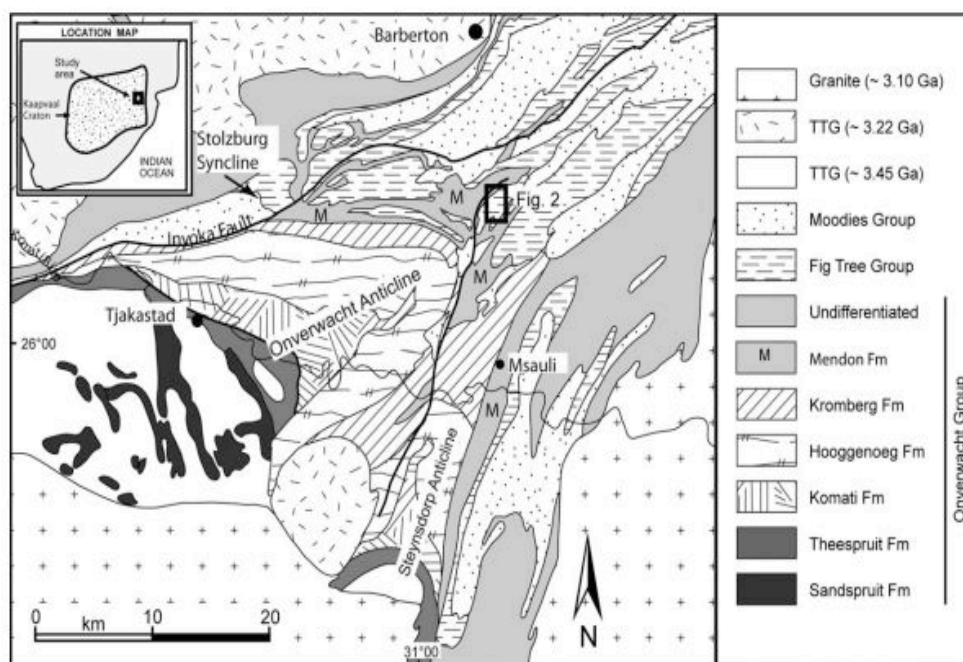 LOCATION MAP
Study
area
Kaapvaal
Craton
INDIAN
OCEAN
Barberton
Stolzburg
Syncline
M
M
Fig. 2
Inyoka Fault
M
Tjakastad
Onverwacht Anticline
26°00
Msauli
M
Steynsdorp Anticline
0 10 20
km
31°00
N
Granite (~ 3.10 Ga)
TTG (~ 3.22 Ga)
TTG (~ 3.45 Ga)
Moodies Group
Fig Tree Group
Undifferentiated
M Mendon Fm
Kromberg Fm
Hooggenoeg Fm
Komati Fm
Theespruit Fm
Sandspruit Fm
Onverwacht Group